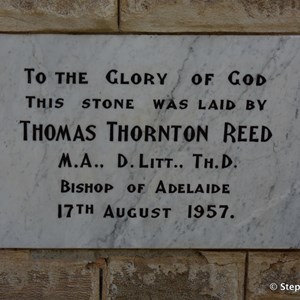 To the Glory of God
This stone was laid by
Thomas Thornton Reed
M.A., D.Litt., Th.D.
Bishop of Adelaide
17th August 1957.
© Step